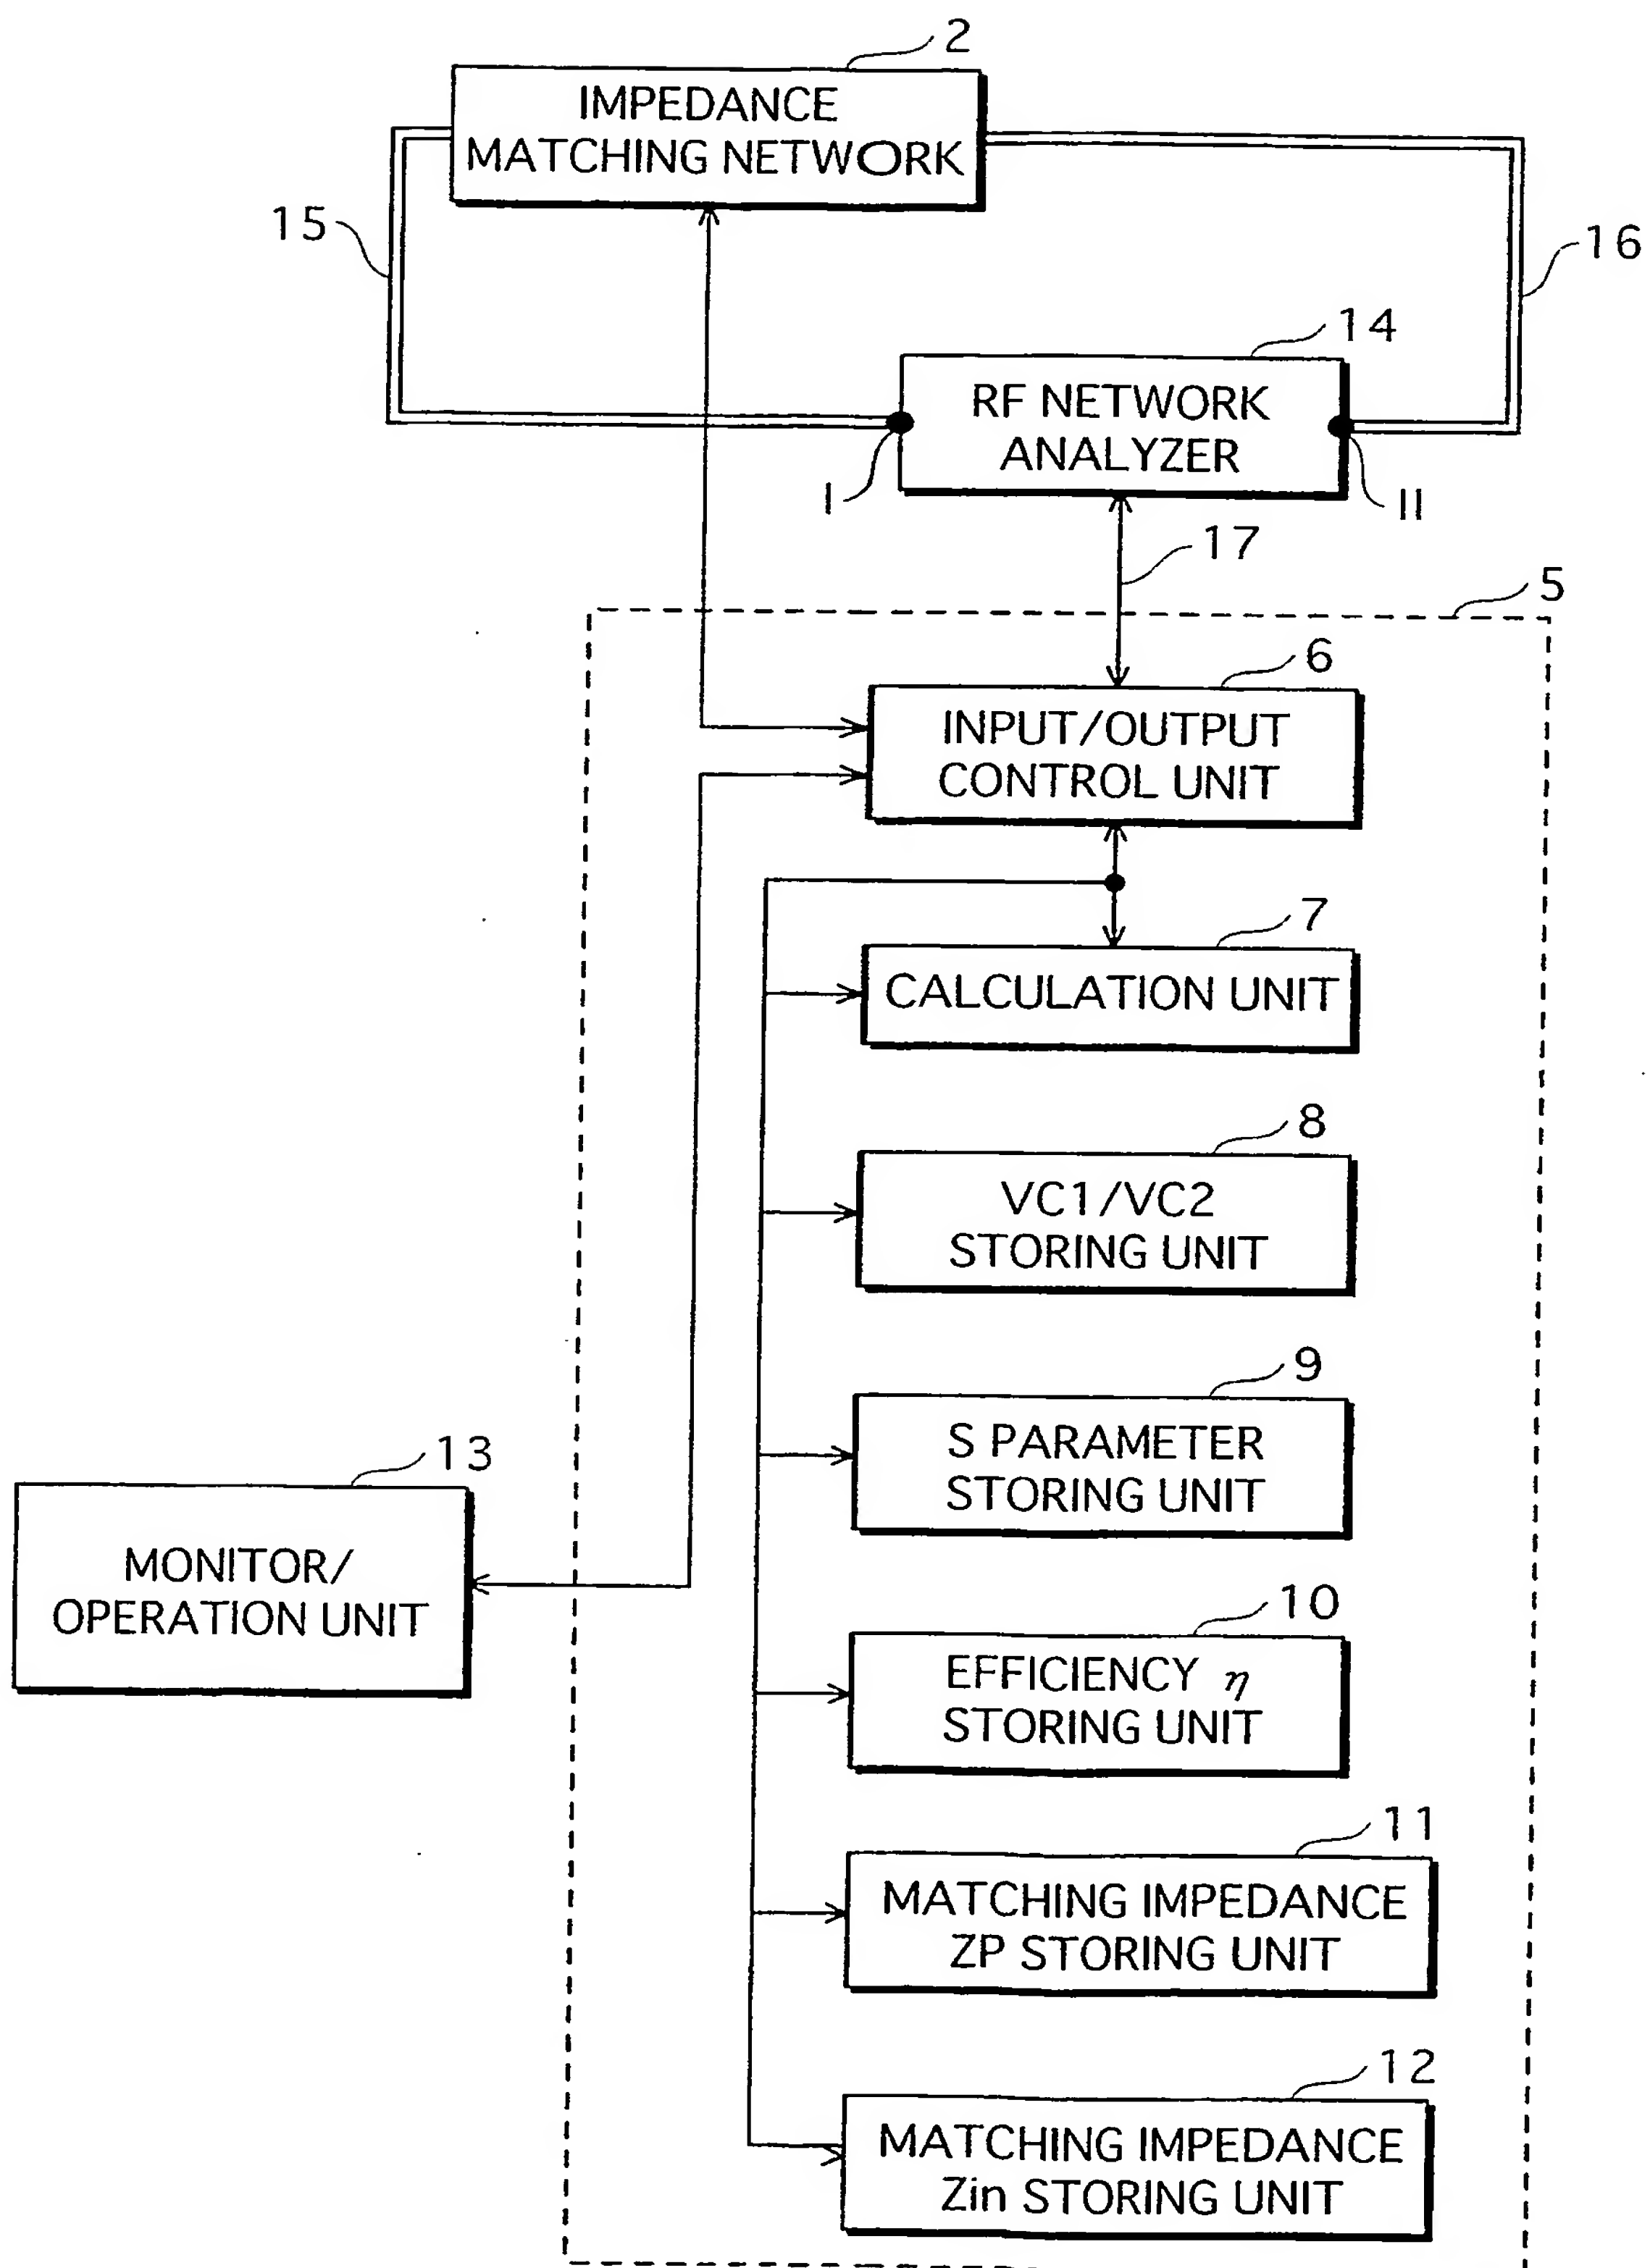 2
IMPEDANCE
MATCHING NETWORK
15
16
14
RF NETWORK
ANALYZER
I
II
17
5
6
INPUT/OUTPUT
CONTROL UNIT
7
CALCULATION UNIT
8
VC1/VC2
STORING UNIT
9
S PARAMETER
STORING UNIT
13
MONITOR/
OPERATION UNIT
10
EFFICIENCY η
STORING UNIT
11
MATCHING IMPEDANCE
ZP STORING UNIT
12
MATCHING IMPEDANCE
Zin STORING UNIT